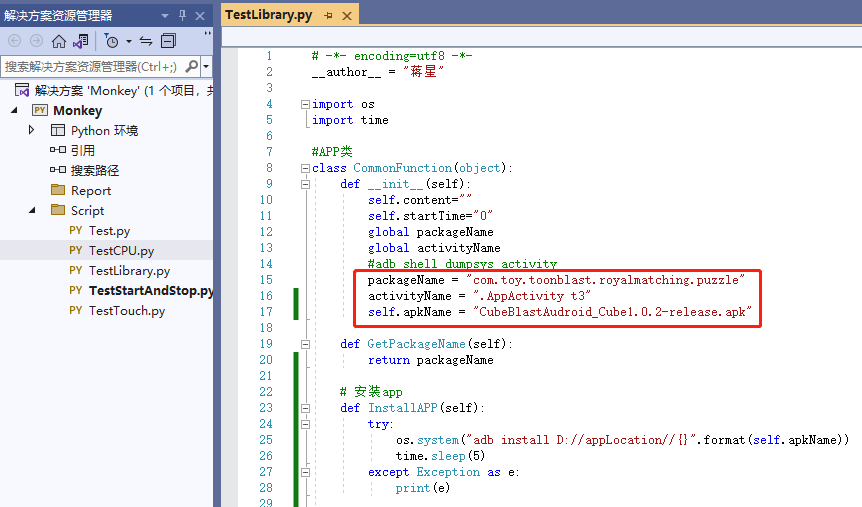 解决方案资源管理器
搜索解决方案资源管理器(Ctrl+;)
解决方案 'Monkey' (1 个项目，共
Monkey
Python 环境
引用
搜索路径
Report
Script
PY Test.py
PY TestCPU.py
PY TestLibrary.py
PY TestStartAndStop.py
PY TestTouch.py
TestLibrary.py
1 # -*- encoding=utf8 -*-
2 __author__ = "蒋星"
3
4 import os
5 import time
6
7 #APP类
8 class CommonFunction(object):
9 def __init__(self):
10 self.content=""
11 self.startTime="0"
12 global packageName
13 global activityName
14 #adb shell dumpsys activity
15 packageName = "com.toy.toonblast.royalmatching.puzzle"
16 activityName = ".AppActivity t3"
17 self.apkName = "CubeBlastAudroid_Cube1.0.2-release.apk"
18
19 def GetPackageName(self):
20 return packageName
21
22 # 安装app
23 def InstallAPP(self):
24 try:
25 os.system("adb install D://appLocation//{}".format(self.apkName))
26 time.sleep(5)
27 except Exception as e:
28 print(e)
29